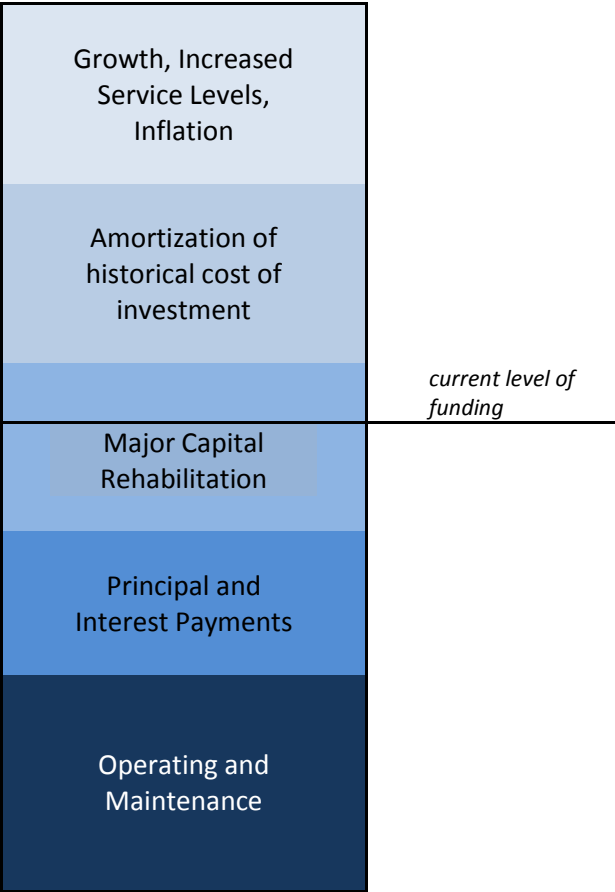 Growth, Increased
Service Levels,
Inflation
Amortization of
historical cost of
investment
current level of
funding
Major Capital
Rehabilitation
Principal and
Interest Payments
Operating and
Maintenance